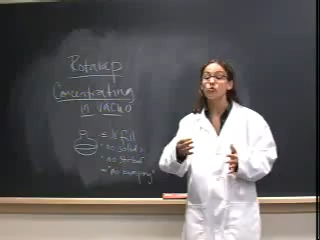 Rotavap
Concentrating
in vacuo
= ½ full
• no solids
• no stirbar
• "no bumping"